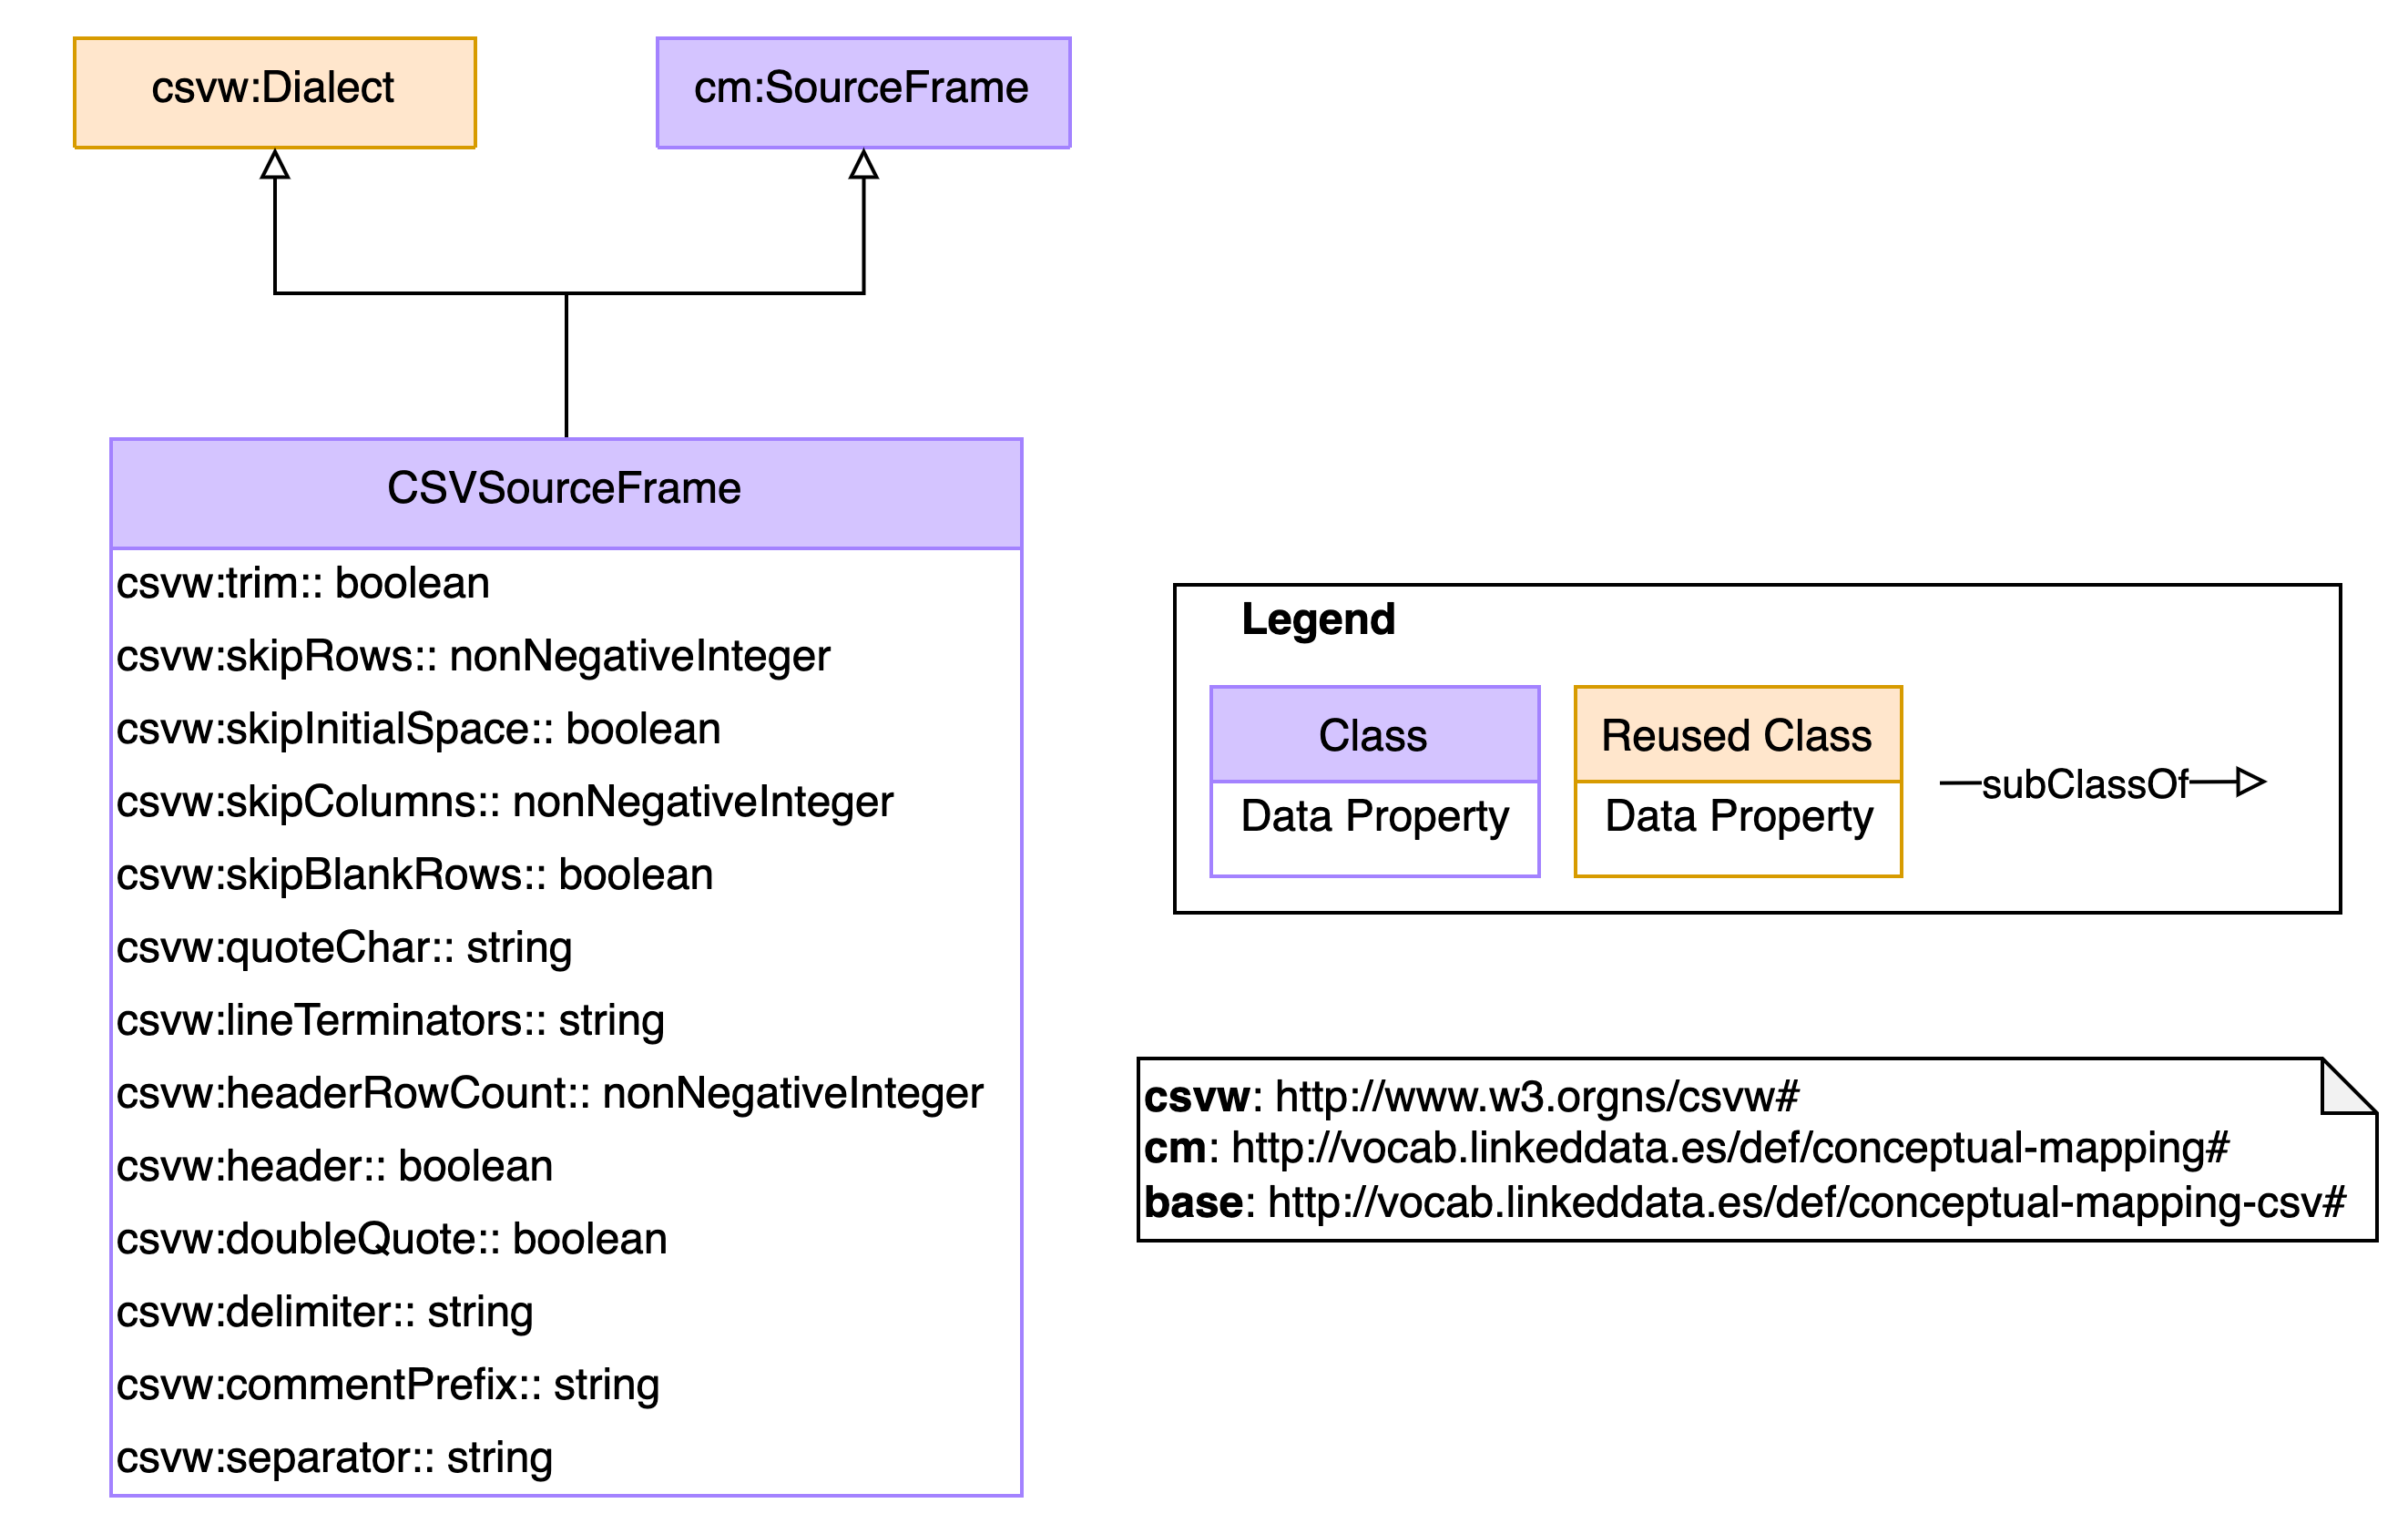 csvw:Dialect
cm:SourceFrame
CSVSourceFrame
csvw:trim:: boolean
csvw:skipRows:: nonNegativeInteger
csvw:skipInitialSpace:: boolean
csvw:skipColumns:: nonNegativeInteger
csvw:skipBlankRows:: boolean
csvw:quoteChar:: string
csvw:lineTerminators:: string
csvw:headerRowCount:: nonNegativeInteger
csvw:header:: boolean
csvw:doubleQuote:: boolean
csvw:delimiter:: string
csvw:commentPrefix:: string
csvw:separator:: string
Legend
Class
Data Property
Reused Class
Data Property
subClassOf
csvw: http://www.w3.orgns/csvw#
cm: http://vocab.linkeddata.es/def/conceptual-mapping#
base: http://vocab.linkeddata.es/def/conceptual-mapping-csv#